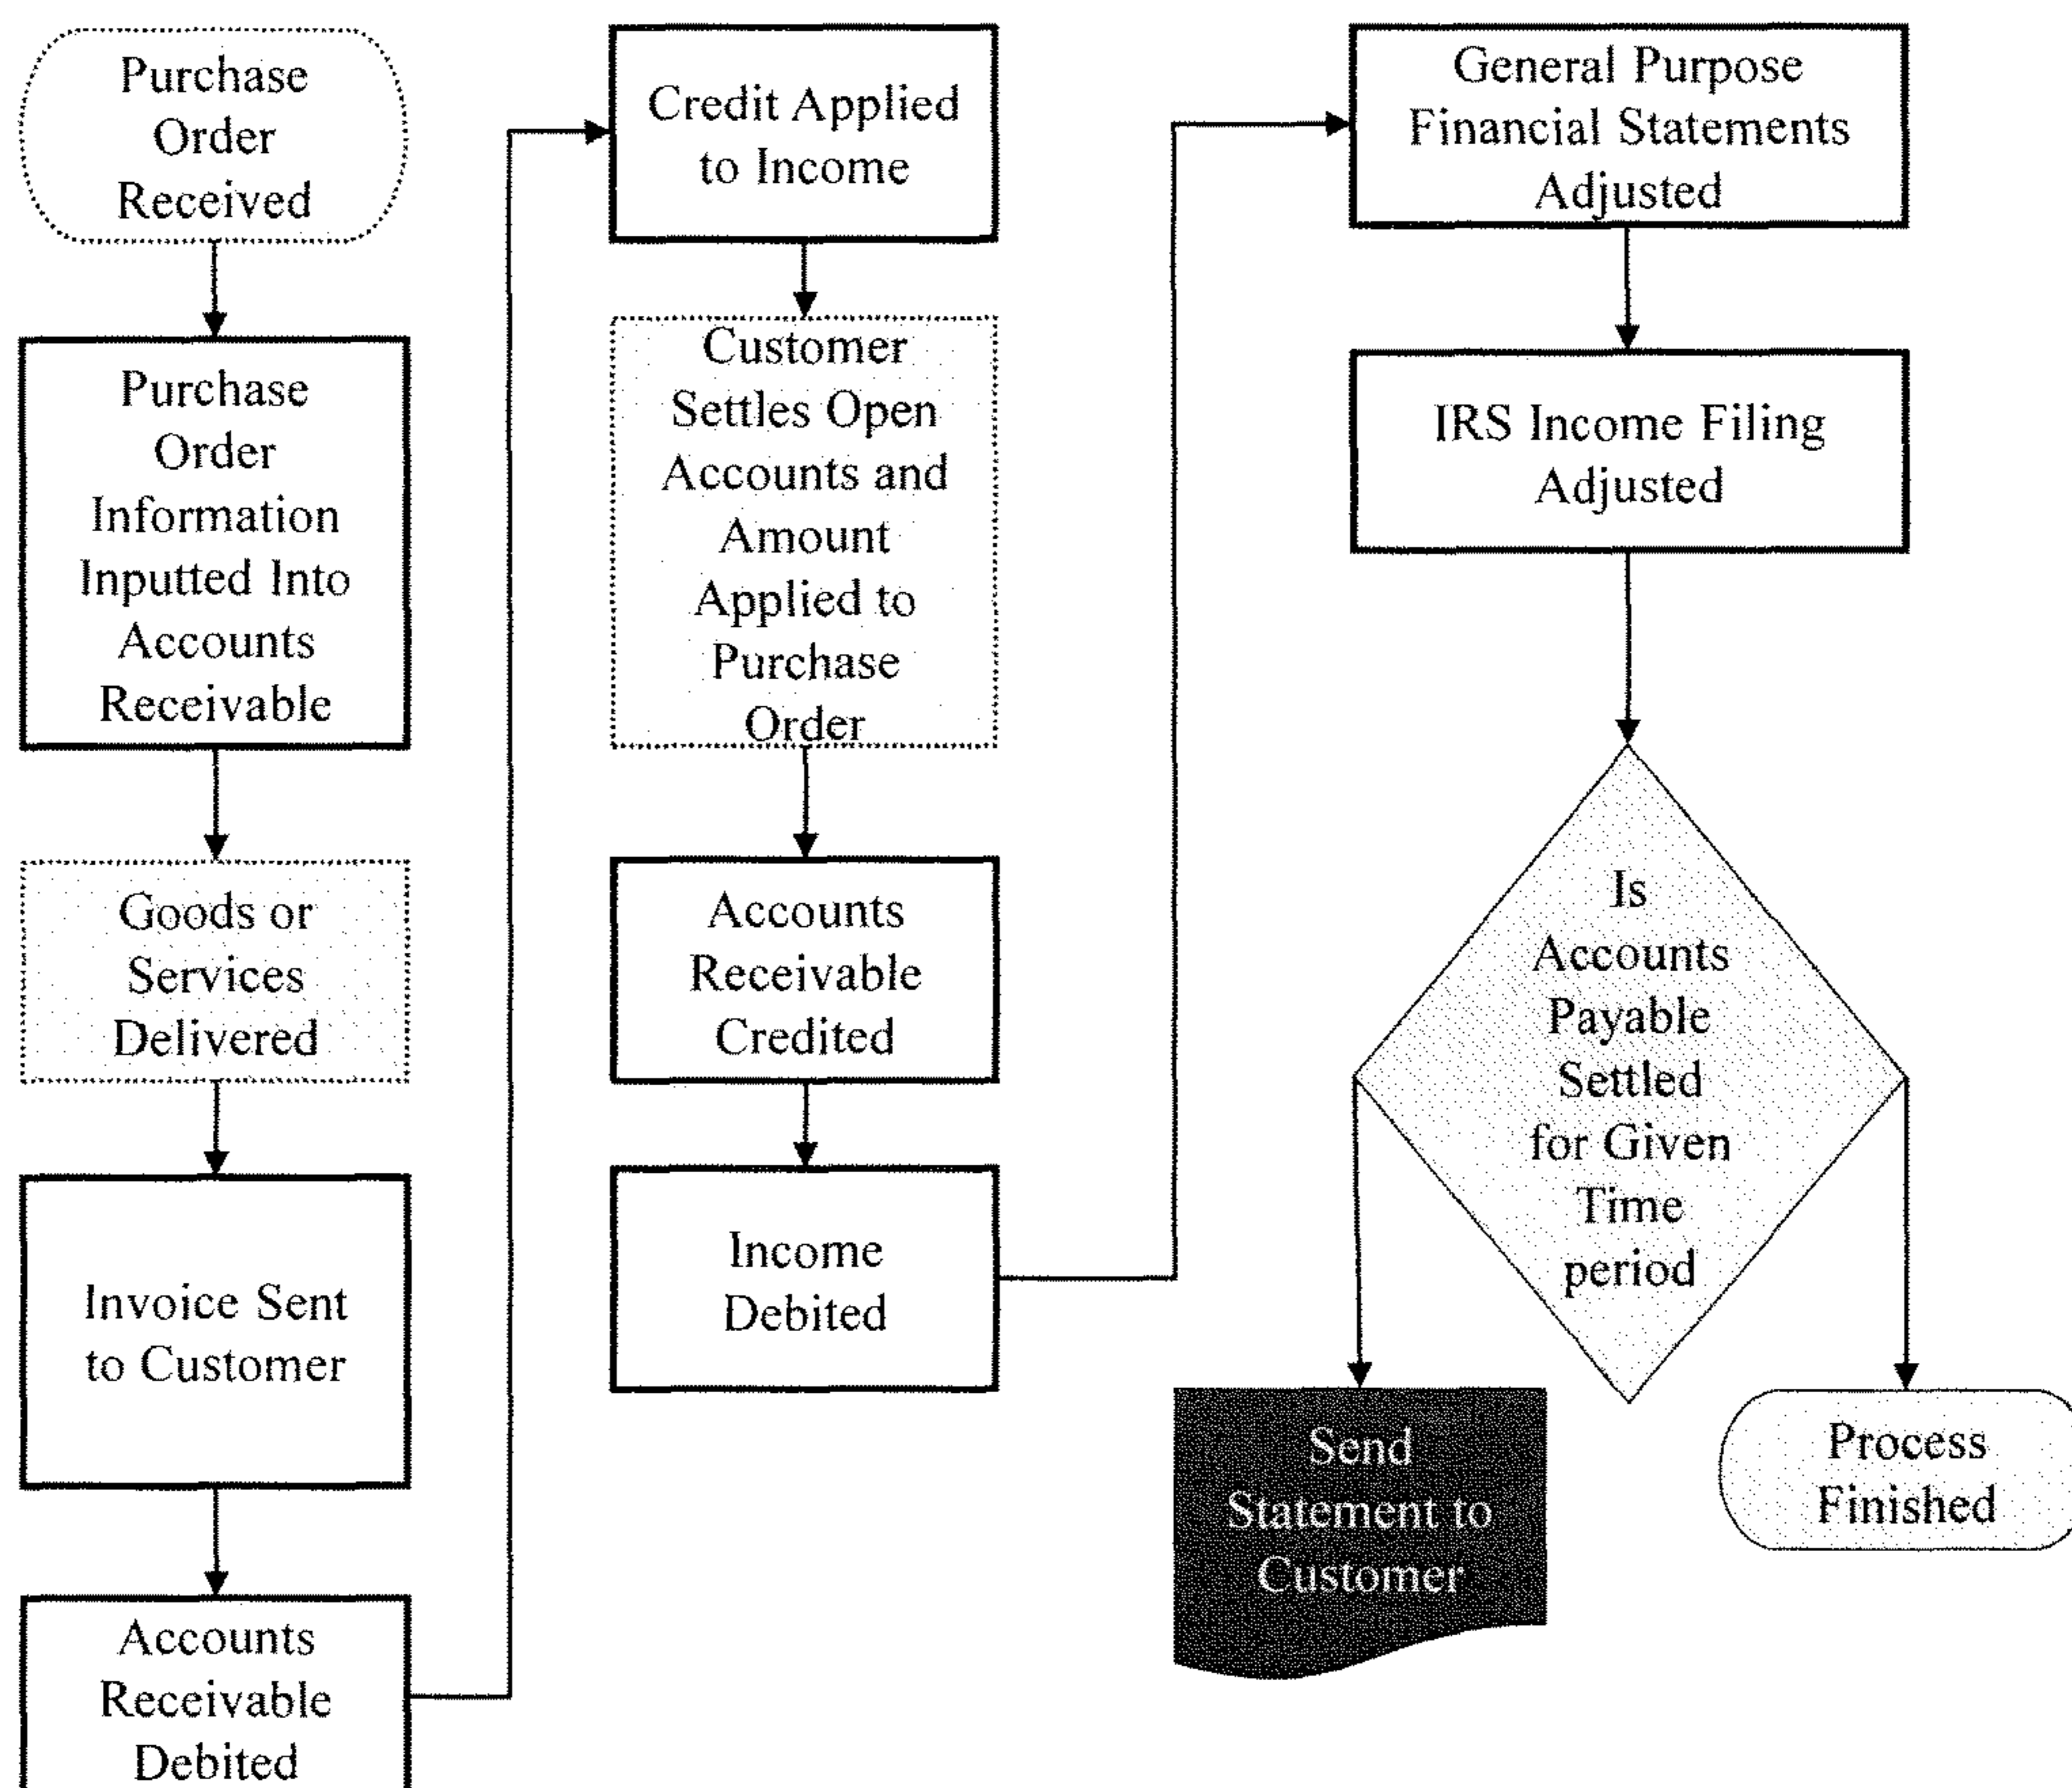 Purchase
Order
Received
Purchase
Order
Information
Inputted Into
Accounts
Receivable
Goods or
Services
Delivered
Invoice Sent
to Customer
Accounts
Receivable
Debited
Credit Applied
to Income
Customer
Settles Open
Accounts and
Amount
Applied to
Purchase
Order
Accounts
Receivable
Credited
Income
Debited
General Purpose
Financial Statements
Adjusted
IRS Income Filing
Adjusted
Is
Accounts
Payable
Settled
for Given
Time
period
Send
Statement to
Customer
Process
Finished